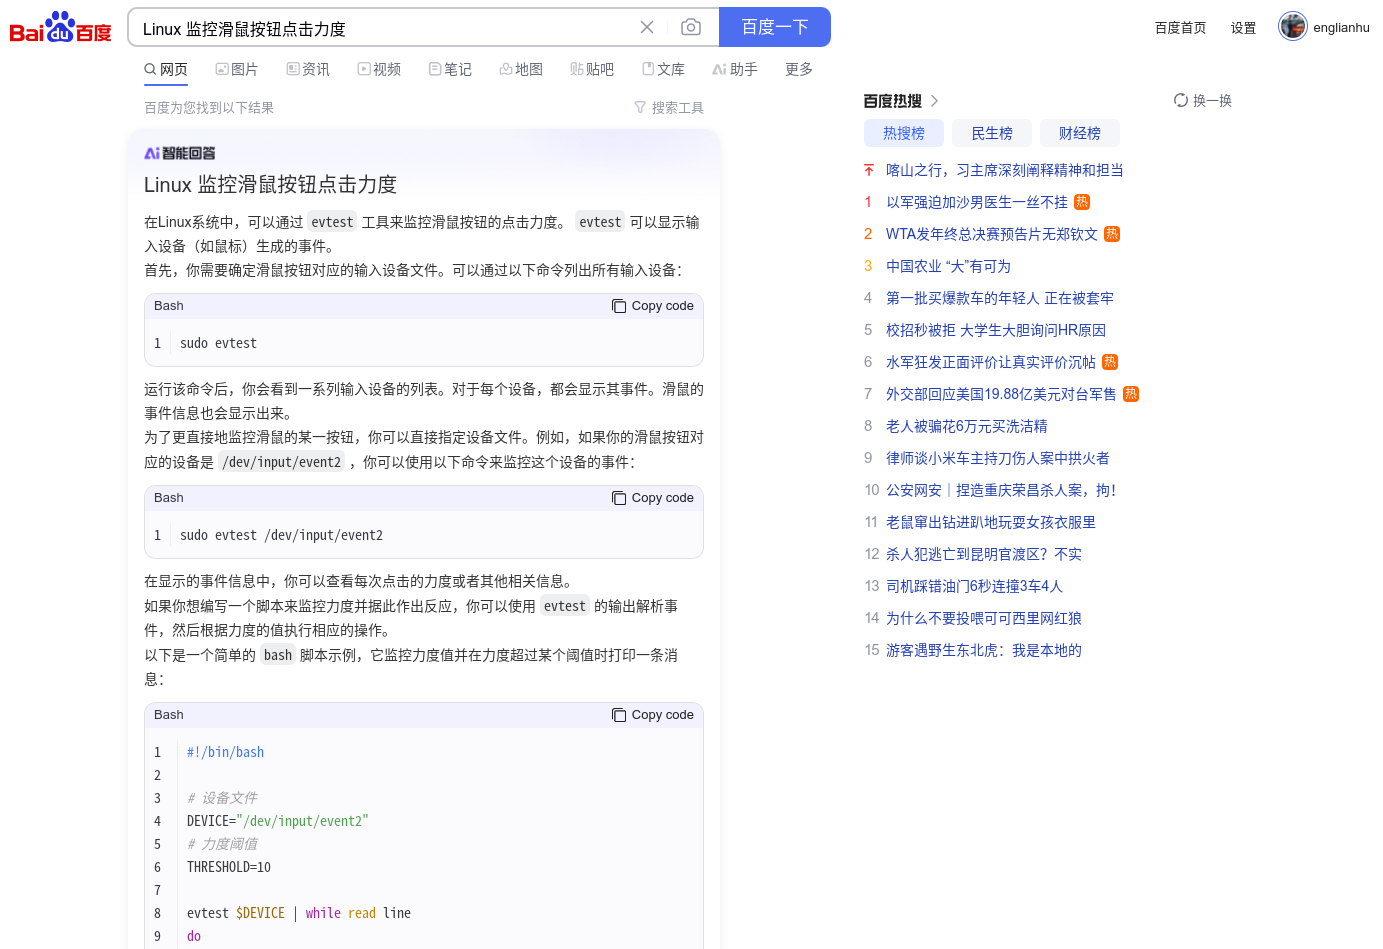 Bai du 百度
Linux 监控滑鼠按钮点击力度
百度一下
百度首页 设置 englianhu
网页 图片 资讯 视频 笔记 地图 贴吧 文库 助手 更多
百度为您找到以下结果
搜索工具
Ai 智能回答
Linux 监控滑鼠按钮点击力度
在Linux系统中，可以通过 evtest 工具来监控滑鼠按钮的点击力度。 evtest 可以显示输
入设备（如鼠标）生成的事件。
首先，你需要确定滑鼠按钮对应的输入设备文件。可以通过以下命令列出所有输入设备：
Bash Copy code
1 sudo evtest
运行该命令后，你会看到一系列输入设备的列表。对于每个设备，都会显示其事件。滑鼠的
事件信息也会显示出来。
为了更直接地监控滑鼠的某一按钮，你可以直接指定设备文件。例如，如果你的滑鼠按钮对
应的设备是 /dev/input/event2 ，你可以使用以下命令来监控这个设备的事件：
Bash Copy code
1 sudo evtest /dev/input/event2
在显示的事件信息中，你可以查看每次点击的力度或者其他相关信息。
如果你想编写一个脚本来监控力度并据此作出反应，你可以使用 evtest 的输出解析事
件，然后根据力度的值执行相应的操作。
以下是一个简单的 bash 脚本示例，它监控力度值并在力度超过某个阈值时打印一条消
息：
Bash Copy code
1 #!/bin/bash
2
3 # 设备文件
4 DEVICE="/dev/input/event2"
5 # 力度阈值
6 THRESHOLD=10
7
8 evtest $DEVICE | while read line
9 do
百度热搜
换一换
热搜榜 民生榜 财经榜
喀山之行，习主席深刻阐释精神和担当
1 以军强迫加沙男医生一丝不挂 热
2 WTA发年终总决赛预告片无郑钦文 热
3 中国农业 “大”有可为
4 第一批买爆款车的年轻人 正在被套牢
5 校招秒被拒 大学生大胆询问HR原因
6 水军狂发正面评价让真实评价沉帖 热
7 外交部回应美国19.88亿美元对台军售 热
8 老人被骗花6万元买洗洁精
9 律师谈小米车主持刀伤人案中拱火者
10 公安网安｜捏造重庆荣昌杀人案，拘！
11 老鼠窜出钻进趴地玩耍女孩衣服里
12 杀人犯逃亡到昆明官渡区？不实
13 司机踩错油门6秒连撞3车4人
14 为什么不要投喂可可西里网红狼
15 游客遇野生东北虎：我是本地的